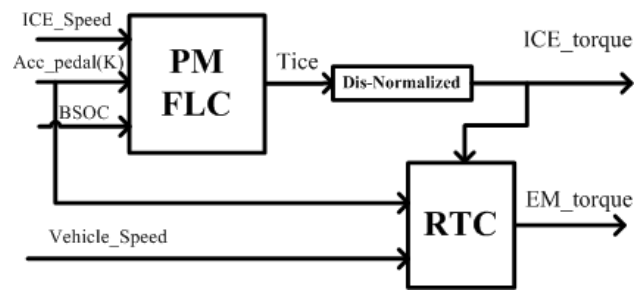 ICE_Speed
Acc_pedal(K)
BSOC
PM
FLC
Tice
Dis-Normalized
ICE_torque
Vehicle_Speed
RTC
EM_torque